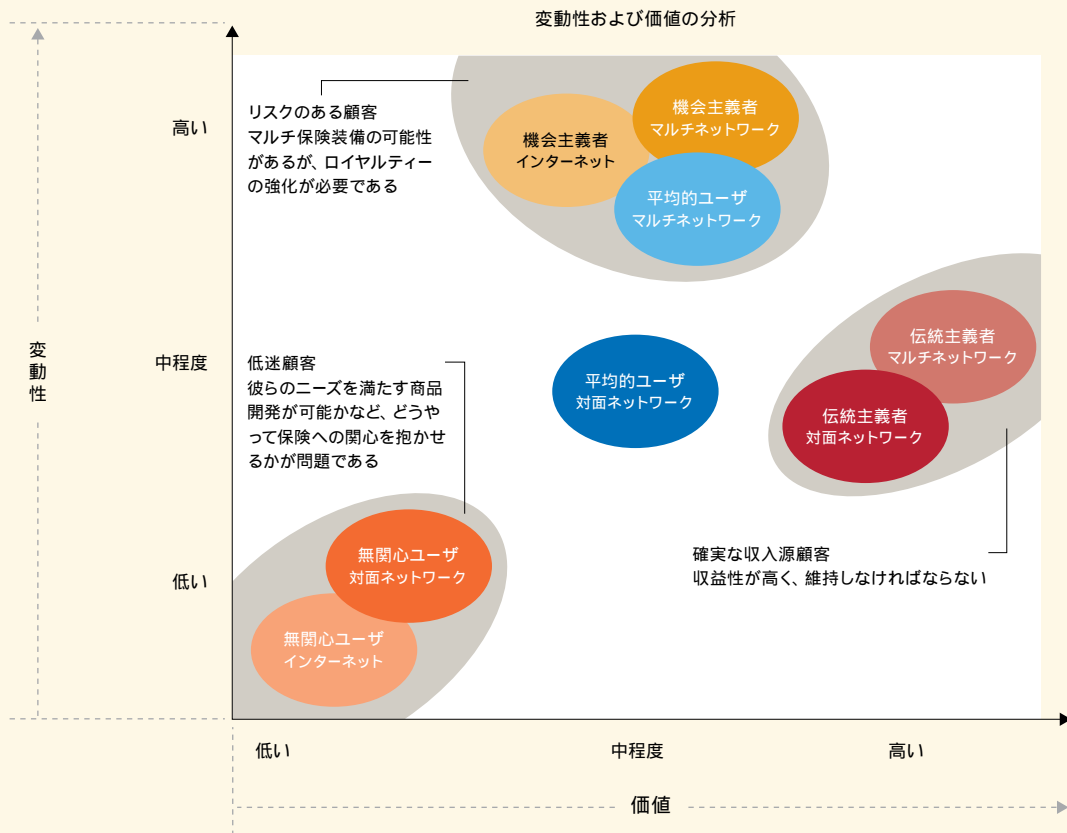 変動性および価値の分析
変動性
高い
中程度
低い
リスクのある顧客
マルチ保険装備の可能性
があるが、ロイヤルティー
の強化が必要である
機会主義者
インターネット
機会主義者
マルチネットワーク
平均的ユーザ
マルチネットワーク
低迷顧客
彼らのニーズを満たす商品
開発が可能かなど、どうや
って保険への関心を抱かせ
るかが問題である
平均的ユーザ
対面ネットワーク
伝統主義者
マルチネットワーク
伝統主義者
対面ネットワーク
無関心ユーザ
対面ネットワーク
無関心ユーザ
インターネット
確実な収入源顧客
収益性が高く、維持しなければならない
低い
中程度
高い
価値